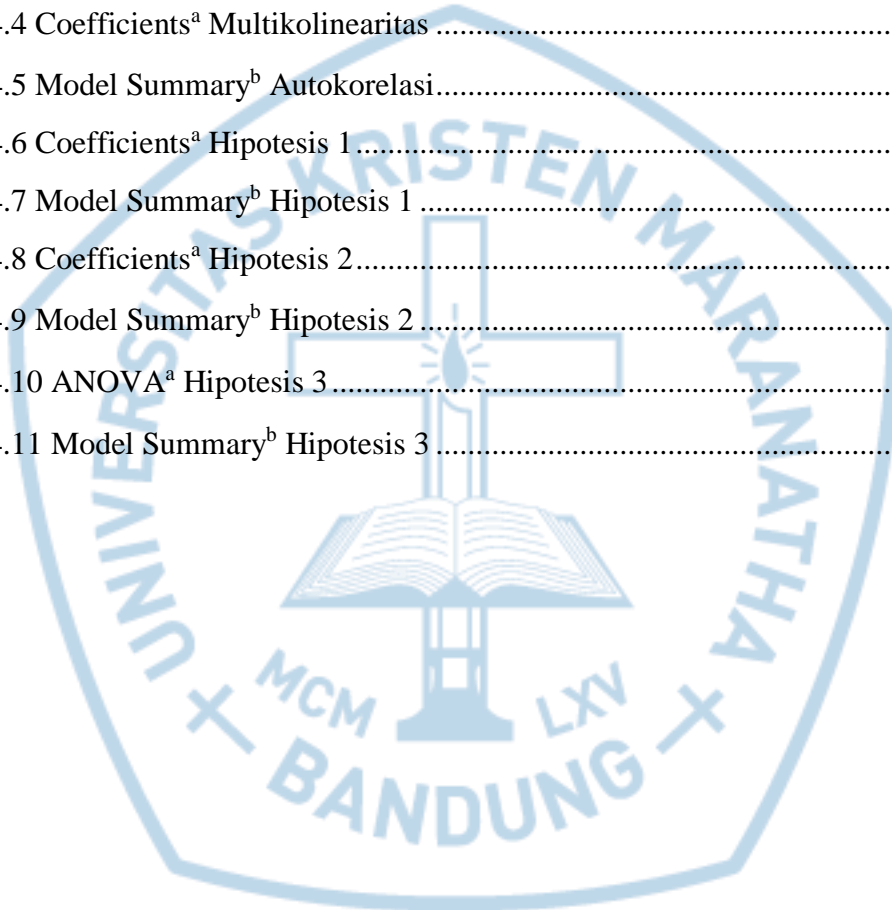 .4 Coefficientsᵃ Multikolinearitas ....................................................
.5 Model Summaryᵇ Autokorelasi....................................................
.6 Coefficientsᵃ Hipotesis 1....................................................
.7 Model Summaryᵇ Hipotesis 1 ....................................................
.8 Coefficientsᵃ Hipotesis 2....................................................
.9 Model Summaryᵇ Hipotesis 2 ....................................................
.10 ANOVAᵃ Hipotesis 3....................................................
.11 Model Summaryᵇ Hipotesis 3 ....................................................
UNIVERSITAS KRISTEN MARANATHA
MCM LXV
BANDUNG